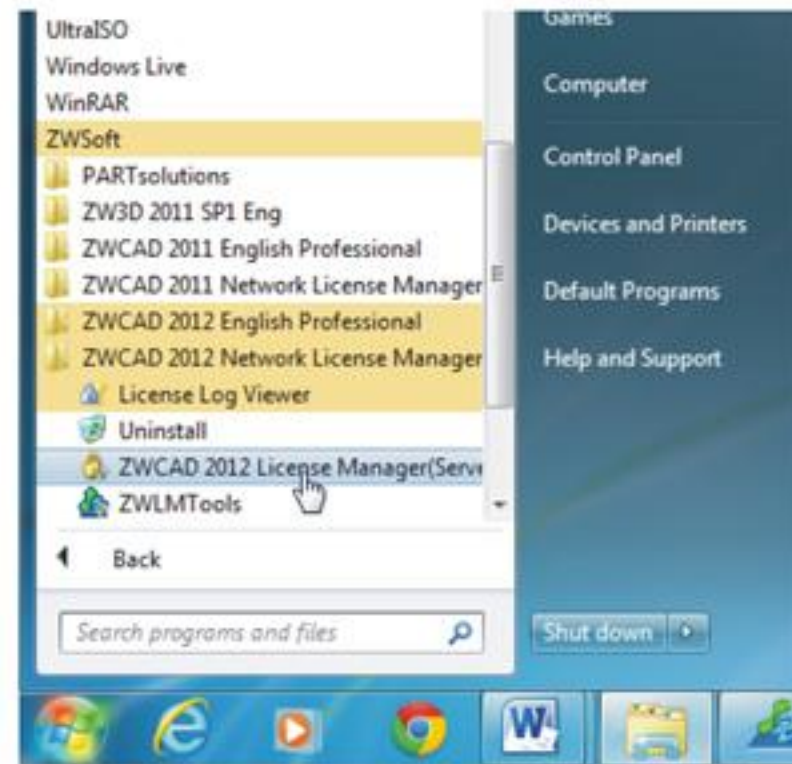 UltraISO
Windows Live
WinRAR
ZWSoft
PARTsolutions
ZW3D 2011 SP1 Eng
ZWCAD 2011 English Professional
ZWCAD 2011 Network License Manager
ZWCAD 2012 English Professional
ZWCAD 2012 Network License Manager
License Log Viewer
Uninstall
ZWCAD 2012 License Manager(Serve
ZWLMTools
Back
Search programs and files
Games
Computer
Control Panel
Devices and Printers
Default Programs
Help and Support
Shut down
W